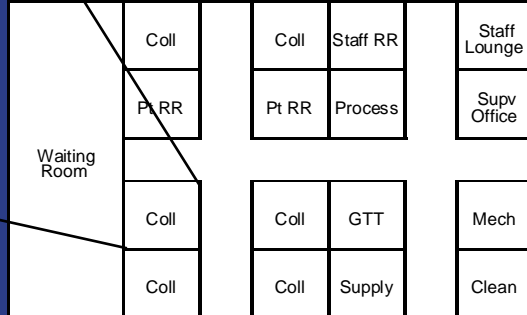 Coll
Coll
Staff RR
Staff
Lounge
Pt RR
Pt RR
Process
Supv
Office
Waiting
Room
Coll
Coll
GTT
Mech
Coll
Coll
Supply
Clean